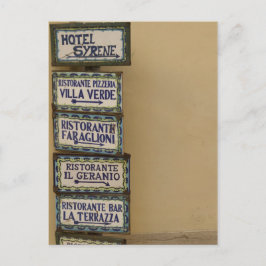 HOTEL
SYRENE
RISTORANTE PIZZERIA
VILLA VERDE
RISTORANTE
FARAGLIONI
RISTORANTE
IL GERANIO
RISTORANTE BAR
LA TERRAZZA